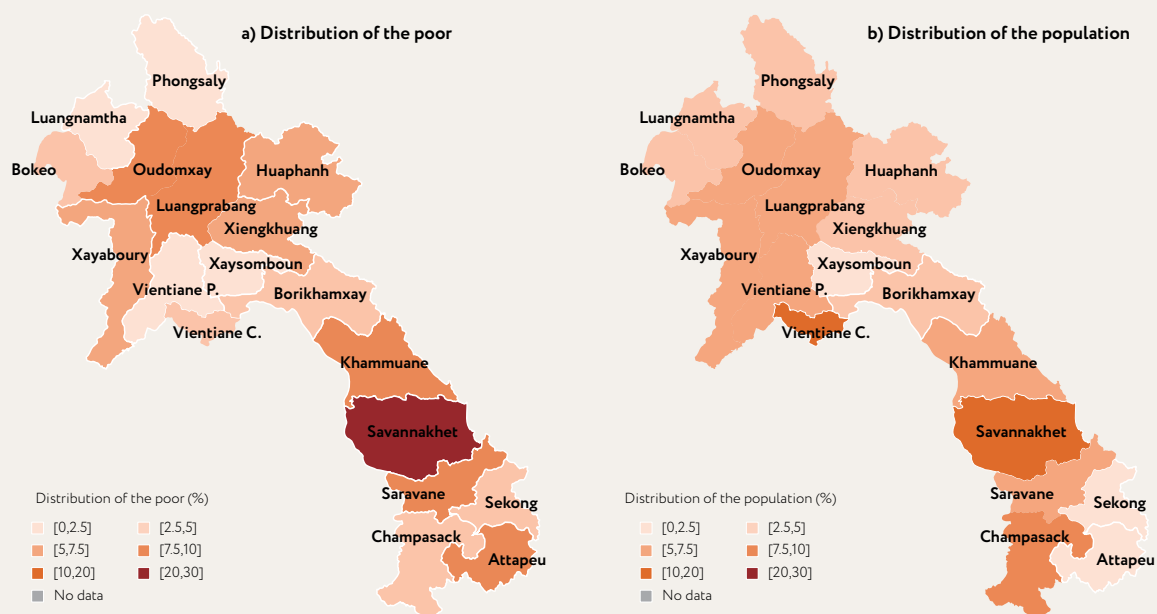 a) Distribution of the poor
Phongsaly
Luangnamtha
Bokeo
Oudomxay
Huaphanh
Luangprabang
Xiengkhuang
Xayaboury
Xaysomboun
Vientiane P.
Borikhamxay
Vientiane C.
Khammuane
Savannakhet
Saravane
Sekong
Champasack
Attapeu
Distribution of the poor (%)
[0,2.5] [2.5,5]
[5,7.5] [7.5,10]
[10,20] [20,30]
No data
b) Distribution of the population
Phongsaly
Luangnamtha
Bokeo
Oudomxay
Huaphanh
Luangprabang
Xiengkhuang
Xayaboury
Xaysomboun
Vientiane P.
Borikhamxay
Vientiane C.
Khammuane
Savannakhet
Saravane
Sekong
Champasack
Attapeu
Distribution of the population (%)
[0,2.5] [2.5,5]
[5,7.5] [7.5,10]
[10,20] [20,30]
No data